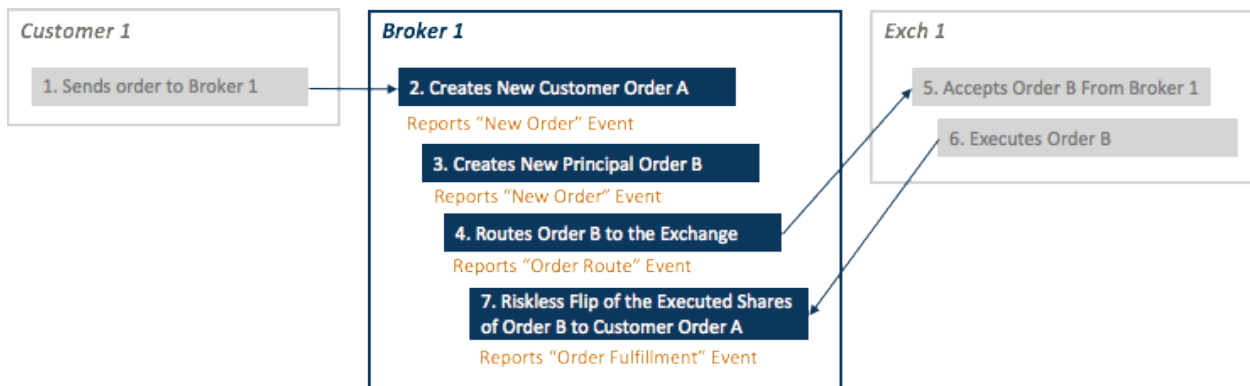 Customer 1
1. Sends order to Broker 1
Broker 1
2. Creates New Customer Order A
Reports "New Order" Event
3. Creates New Principal Order B
Reports "New Order" Event
4. Routes Order B to the Exchange
Reports "Order Route" Event
7. Riskless Flip of the Executed Shares
of Order B to Customer Order A
Reports "Order Fulfillment" Event
Exch 1
5. Accepts Order B From Broker 1
6. Executes Order B